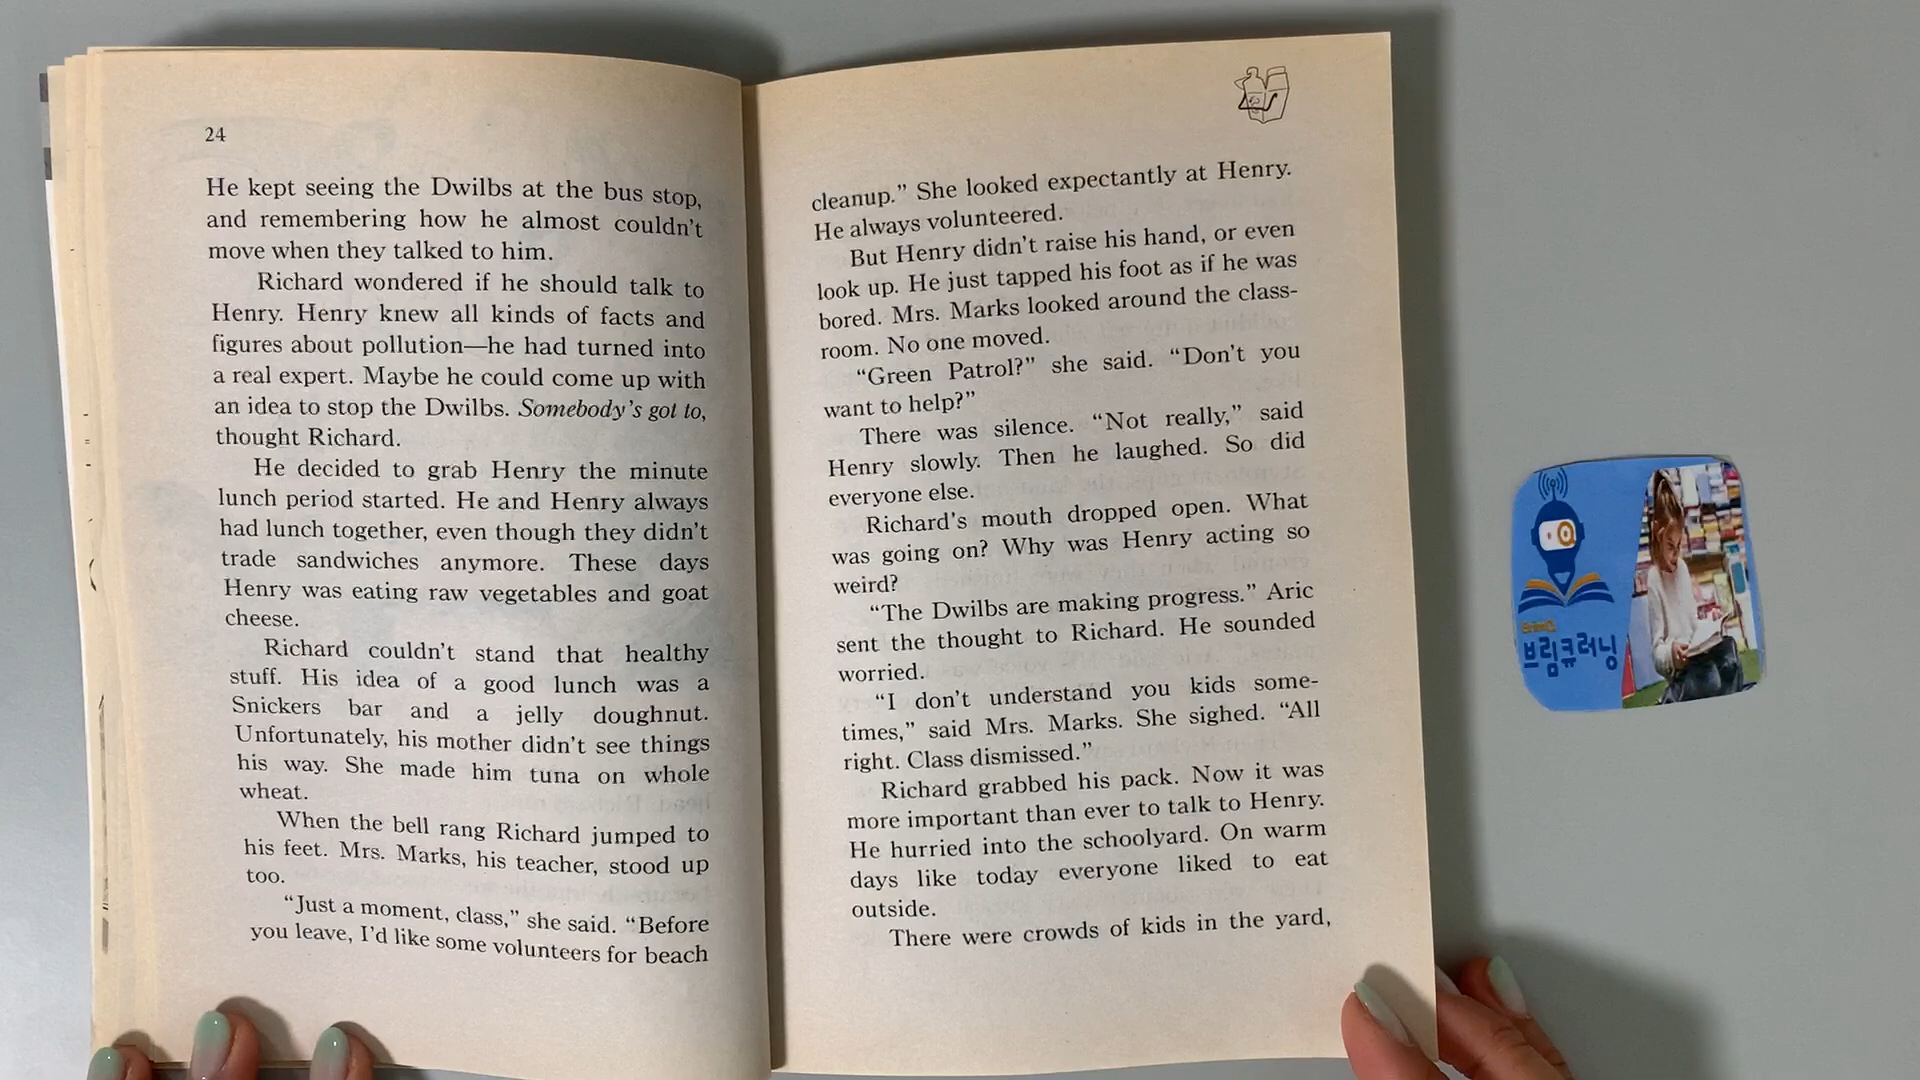 24
He kept seeing the Dwilbs at the bus stop,
and remembering how he almost couldn't
move when they talked to him.
Richard wondered if he should talk to
Henry. Henry knew all kinds of facts and
figures about pollution—he had turned into
a real expert. Maybe he could come up with
an idea to stop the Dwilbs. Somebody's got to,
thought Richard.
He decided to grab Henry the minute
lunch period started. He and Henry always
had lunch together, even though they didn't
trade sandwiches anymore. These days
Henry was eating raw vegetables and goat
cheese.
Richard couldn't stand that healthy
stuff. His idea of a good lunch was a
Snickers bar and a jelly doughnut.
Unfortunately, his mother didn't see things
his way. She made him tuna on whole
wheat.
When the bell rang Richard jumped to
his feet. Mrs. Marks, his teacher, stood up
too.
“Just a moment, class,” she said. “Before
you leave, I'd like some volunteers for beach
cleanup.” She looked expectantly at Henry.
He always volunteered.
But Henry didn't raise his hand, or even
look up. He just tapped his foot as if he was
bored. Mrs. Marks looked around the class-
room. No one moved.
“Green Patrol?” she said. “Don't you
want to help?”
There was silence. “Not really,” said
Henry slowly. Then he laughed. So did
everyone else.
Richard's mouth dropped open. What
was going on? Why was Henry acting so
weird?
“The Dwilbs are making progress.” Aric
sent the thought to Richard. He sounded
worried.
“I don't understand you kids some-
times,” said Mrs. Marks. She sighed. “All
right. Class dismissed.”
Richard grabbed his pack. Now it was
more important than ever to talk to Henry.
He hurried into the schoolyard. On warm
days like today everyone liked to eat
outside.
There were crowds of kids in the yard,
브림큐러닝